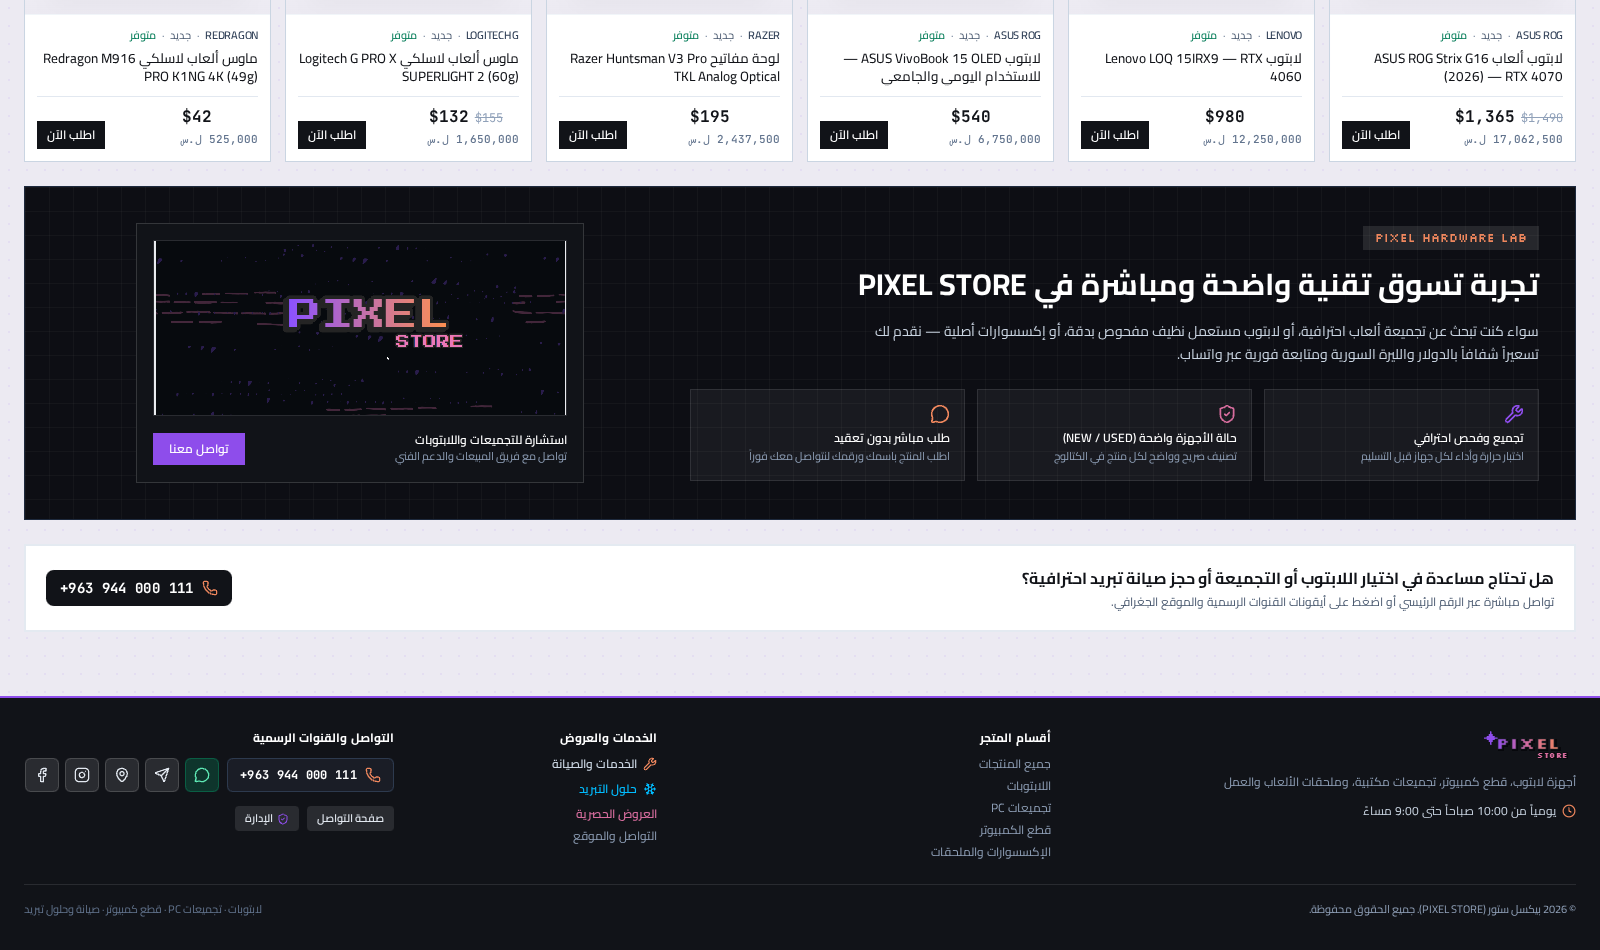 ASUS ROG · جديد · متوفر
لابتوب ألعاب ASUS ROG Strix G16
(2026) — RTX 4070
$1,365 $1,490
17,062,500 ل.س
اطلب الآن
LENOVO · جديد · متوفر
لابتوب Lenovo LOQ 15IRX9 — RTX
4060
$980
12,250,000 ل.س
اطلب الآن
ASUS ROG · جديد · متوفر
لابتوب ASUS VivoBook 15 OLED —
للاستخدام اليومي والجامعي
$540
6,750,000 ل.س
اطلب الآن
RAZER · جديد · متوفر
لوحة مفاتيح Razer Huntsman V3 Pro
TKL Analog Optical
$195
2,437,500 ل.س
اطلب الآن
LOGITECH G · جديد · متوفر
ماوس ألعاب لاسلكي Logitech G PRO X
SUPERLIGHT 2 (60g)
$132 $155
1,650,000 ل.س
اطلب الآن
REDRAGON · جديد · متوفر
ماوس ألعاب لاسلكي Redragon M916
PRO K1NG 4K (49g)
$42
525,000 ل.س
اطلب الآن
PIXEL HARDWARE LAB
تجربة تسوق تقنية واضحة ومباشرة في PIXEL STORE
سواء كنت تبحث عن تجميعة ألعاب احترافية، أو لابتوب مستعمل نظيف مفحوص بدقة، أو إكسسوارات أصلية — نقدم لك
تسعيراً شفافاً بالدولار والليرة السورية ومتابعة فورية عبر واتساب.
تجميع وفحص احترافي
اختبار حرارة وأداء لكل جهاز قبل التسليم
حالة الأجهزة واضحة (NEW / USED)
تصنيف صريح وواضح لكل منتج في الكتالوج
طلب مباشر بدون تعقيد
اطلب المنتج باسمك ورقمك لنتواصل معك فوراً
PIXEL
STORE
استشارة للتجميعات واللابتوبات
تواصل مع فريق المبيعات والدعم الفني
تواصل معنا
هل تحتاج مساعدة في اختيار اللابتوب أو التجميعة أو حجز صيانة تبريد احترافية؟
تواصل مباشرة عبر الرقم الرئيسي أو اضغط على أيقونات القنوات الرسمية والموقع الجغرافي.
+963 944 000 111
PIXEL
STORE
أجهزة لابتوب، قطع كمبيوتر، تجميعات مكتبية، وملحقات الألعاب والعمل
يومياً من 10:00 صباحاً حتى 9:00 مساءً
أقسام المتجر
جميع المنتجات
اللابتوبات
تجميعات PC
قطع الكمبيوتر
الإكسسوارات والملحقات
الخدمات والعروض
الخدمات والصيانة
حلول التبريد
العروض الحصرية
التواصل والموقع
التواصل والقنوات الرسمية
+963 944 000 111
صفحة التواصل
الإدارة
© 2026 بيكسل ستور (PIXEL STORE). جميع الحقوق محفوظة.
لابتوبات · تجميعات PC · قطع كمبيوتر · صيانة وحلول تبريد